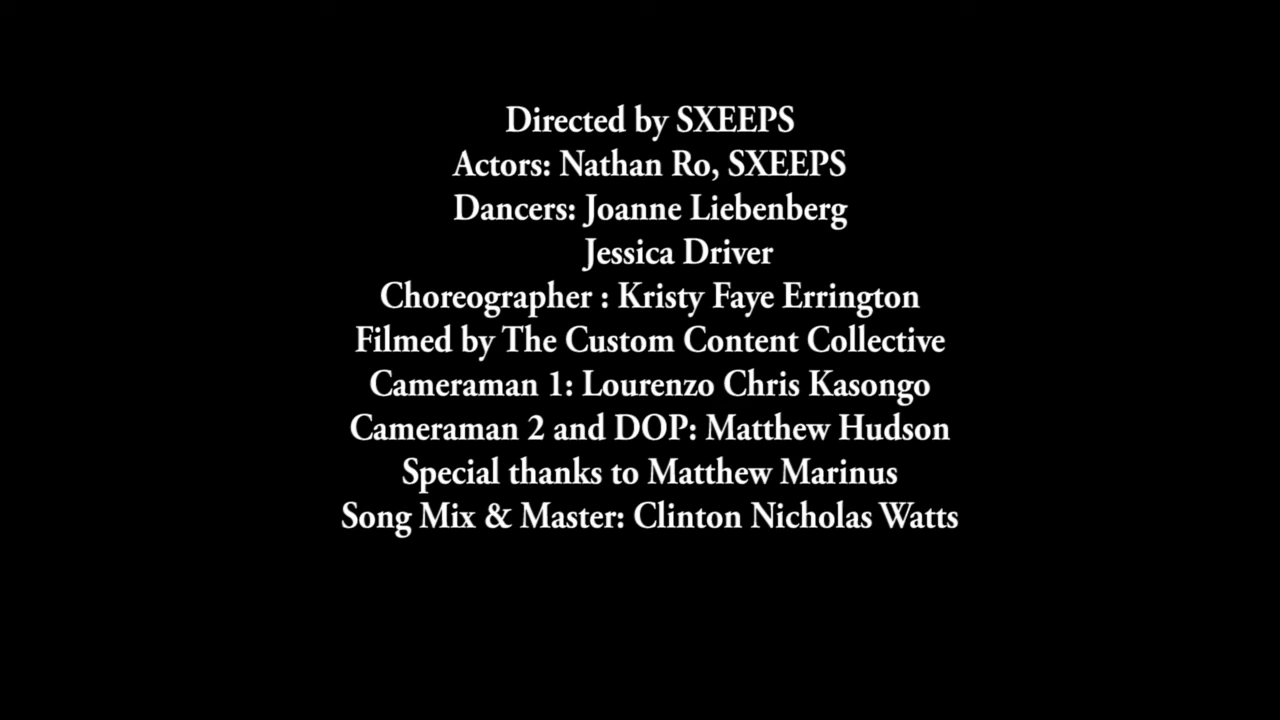 Directed by SXEEPS
Actors: Nathan Ro, SXEEPS
Dancers: Joanne Liebenberg
Jessica Driver
Choreographer : Kristy Faye Errington
Filmed by The Custom Content Collective
Cameraman 1: Lourenzo Chris Kasongo
Cameraman 2 and DOP: Matthew Hudson
Special thanks to Matthew Marinus
Song Mix & Master: Clinton Nicholas Watts